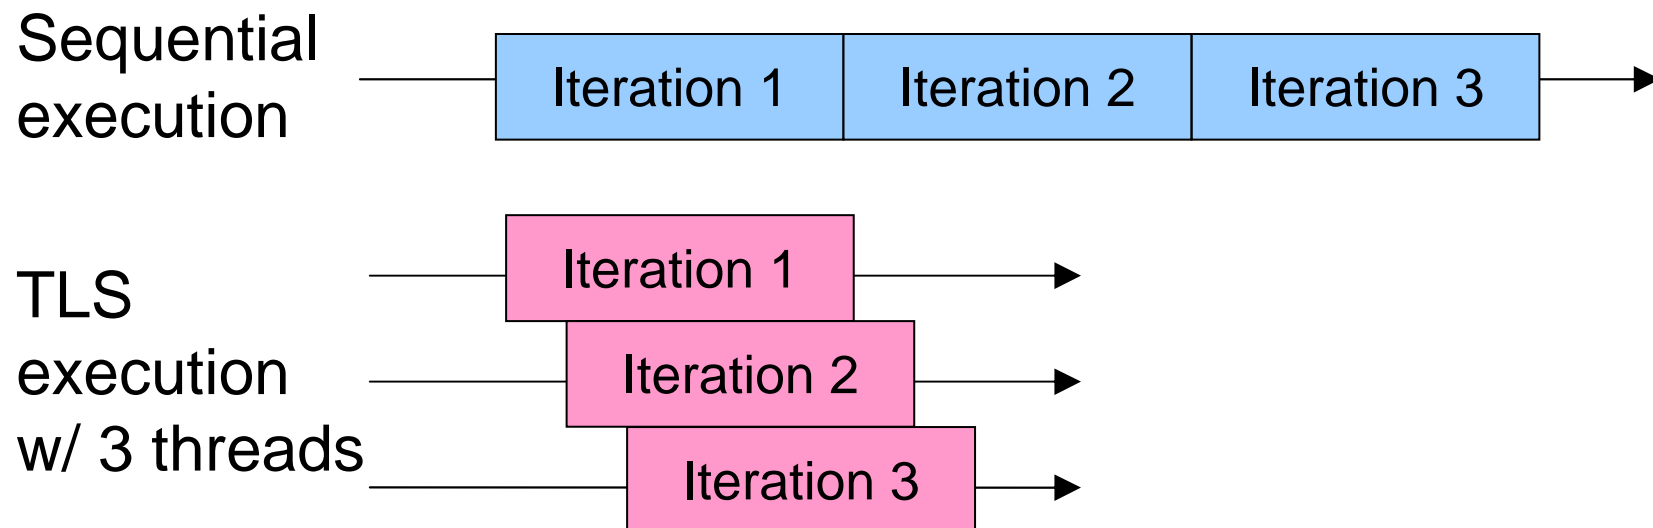 Sequential
execution
Iteration 1
Iteration 2
Iteration 3
TLS
execution
w/ 3 threads
Iteration 1
Iteration 2
Iteration 3